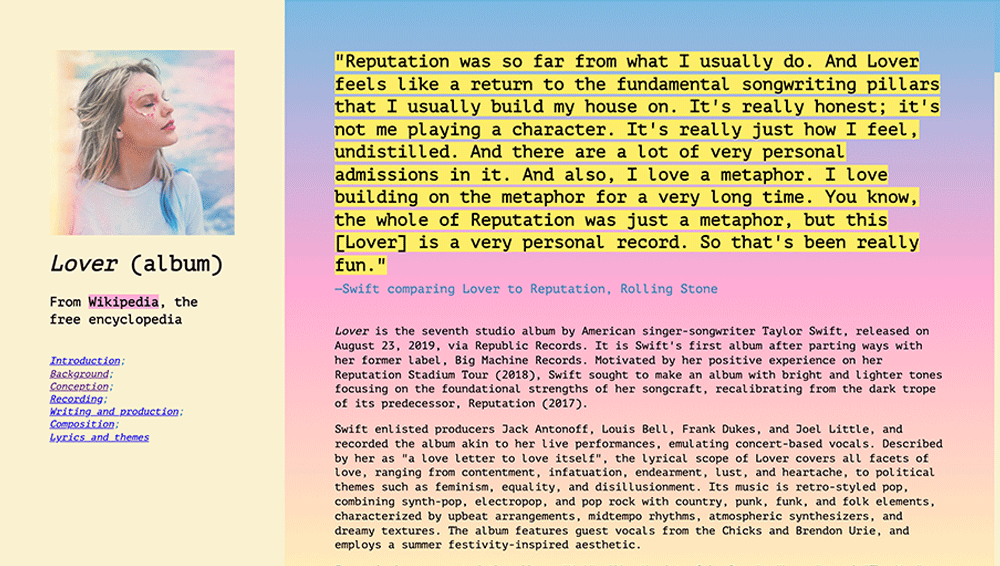 Lover (album)
From Wikipedia, the
free encyclopedia
Introduction;
Background;
Conception;
Recording;
Writing and production;
Composition;
Lyrics and themes
"Reputation was so far from what I usually do. And Lover
feels like a return to the fundamental songwriting pillars
that I usually build my house on. It's really honest; it's
not me playing a character. It's really just how I feel,
undistilled. And there are a lot of very personal
admissions in it. And also, I love a metaphor. I love
building on the metaphor for a very long time. You know,
the whole of Reputation was just a metaphor, but this
[Lover] is a very personal record. So that's been really
fun."
—Swift comparing Lover to Reputation, Rolling Stone
Lover is the seventh studio album by American singer-songwriter Taylor Swift, released on
August 23, 2019, via Republic Records. It is Swift's first album after parting ways with
her former label, Big Machine Records. Motivated by her positive experience on her
Reputation Stadium Tour (2018), Swift sought to make an album with bright and lighter tones
focusing on the foundational strengths of her songcraft, recalibrating from the dark trope
of its predecessor, Reputation (2017).
Swift enlisted producers Jack Antonoff, Louis Bell, Frank Dukes, and Joel Little, and
recorded the album akin to her live performances, emulating concert-based vocals. Described
by her as "a love letter to love itself", the lyrical scope of Lover covers all facets of
love, ranging from contentment, infatuation, endearment, lust, and heartache, to political
themes such as feminism, equality, and disillusionment. Its music is retro-styled pop,
combining synth-pop, electropop, and pop rock with country, punk, funk, and folk elements,
characterized by upbeat arrangements, midtempo rhythms, atmospheric synthesizers, and
dreamy textures. The album features guest vocals from the Chicks and Brendon Urie, and
employs a summer festivity-inspired aesthetic.